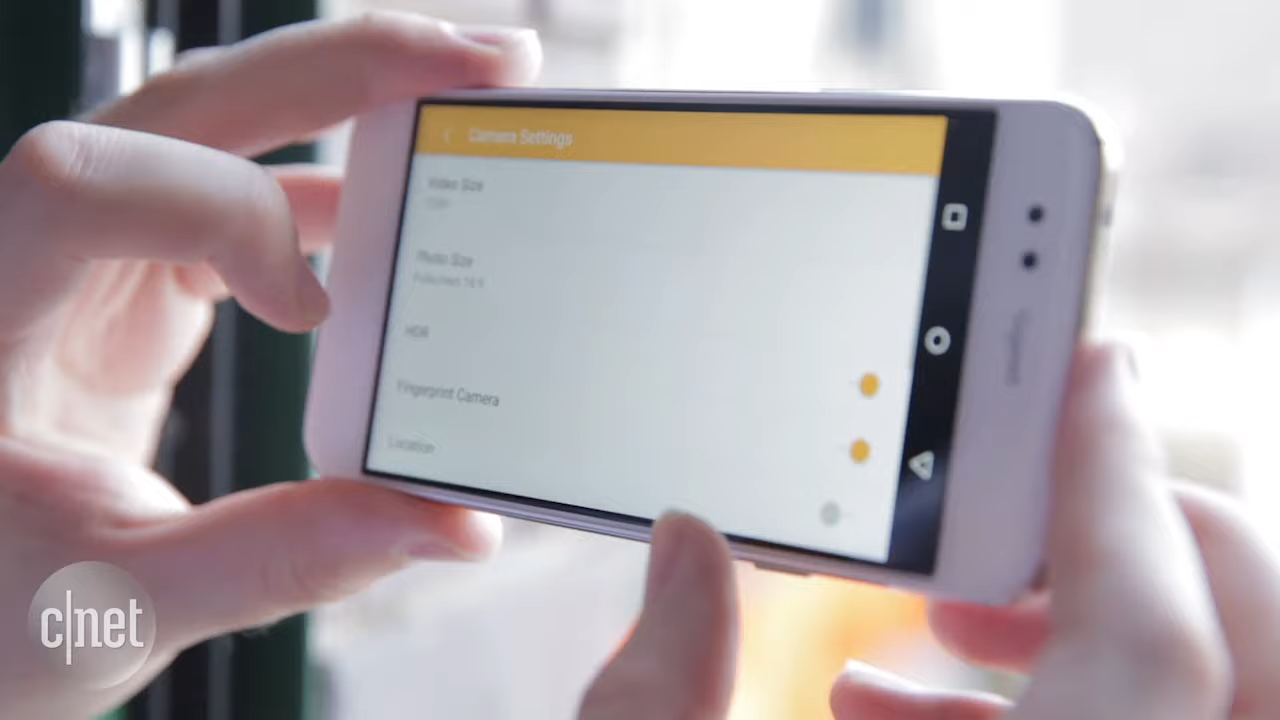 Camera Settings
Video Size
Photo Size
HDR
Fingerprint Camera
Location
c|net